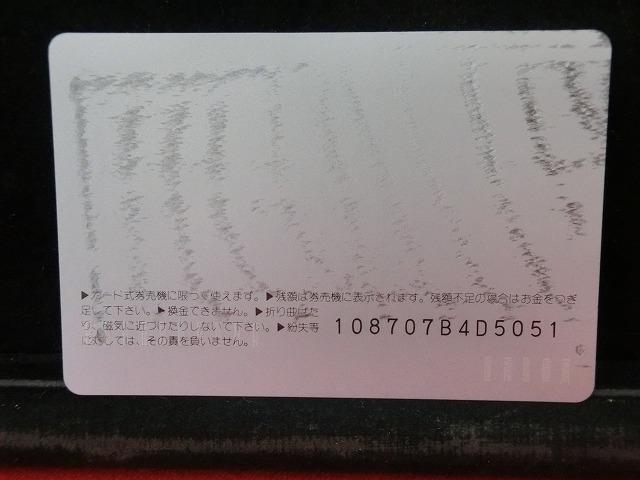 ▶カード式券売機に限って使えます。▶残額は券売機に表示されます。残額不足の場合はお金をつぎ
足して下さい。▶換金できません。▶折り曲げた
り、磁気に近づけたりしないで下さい。▶紛失等
に対しては、その責を負いません。
108707B4D5051